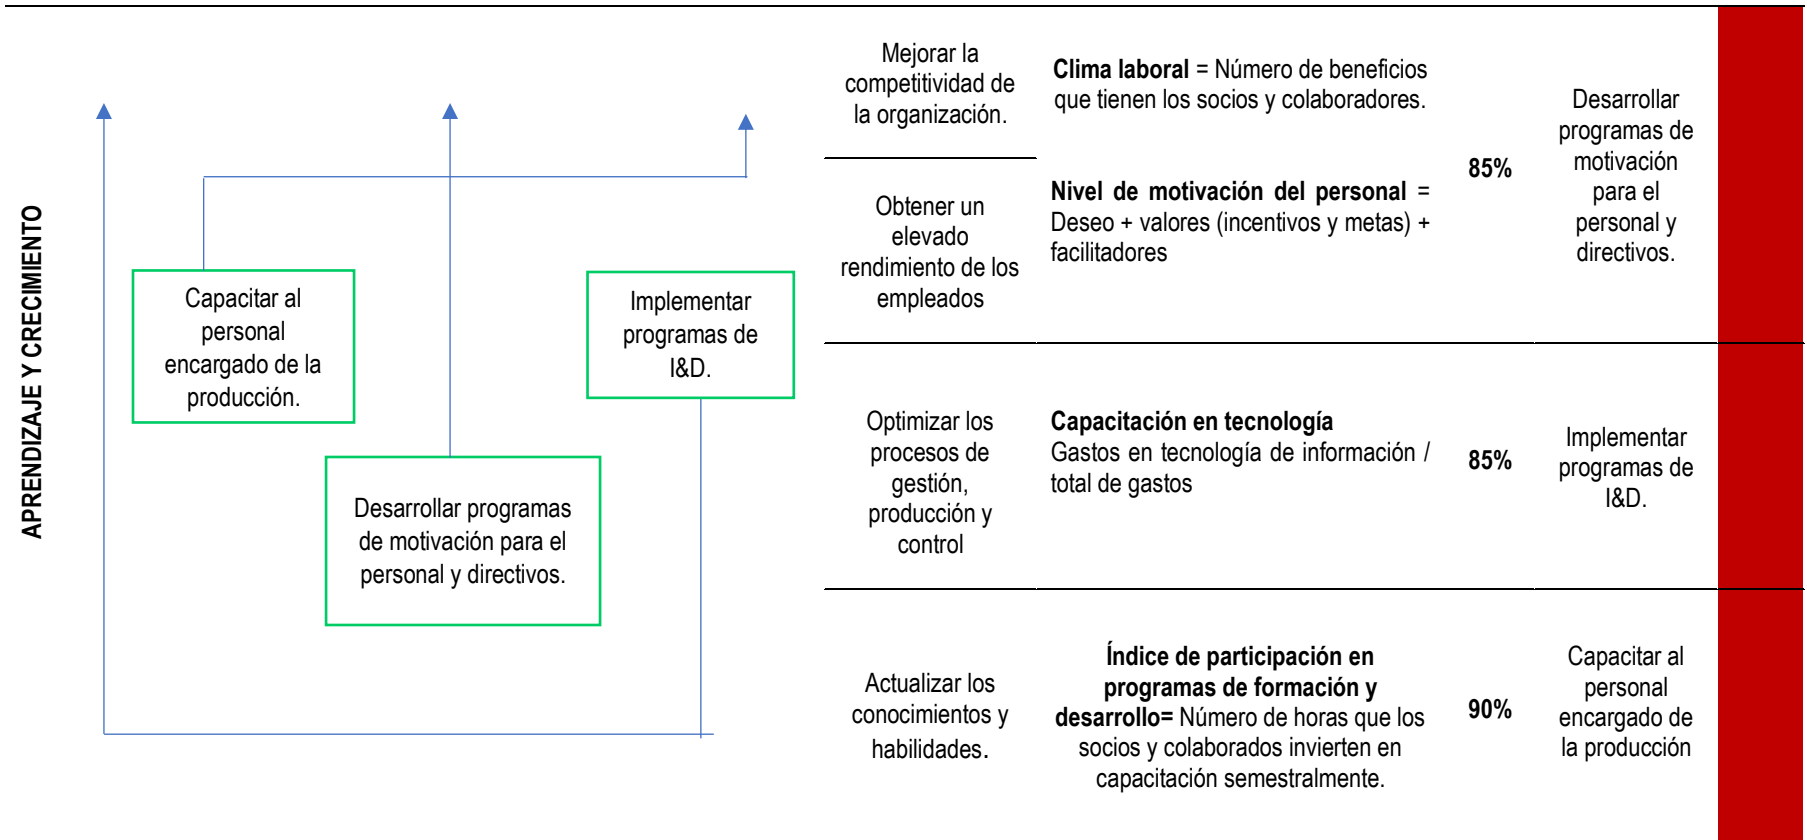 APRENDIZAJE Y CRECIMIENTO
Capacitar al
personal
encargado de la
producción.
Desarrollar programas
de motivación para el
personal y directivos.
Implementar
programas de
I&D.
Mejorar la
competitividad de
la organización.
Obtener un
elevado
rendimiento de los
empleados
Clima laboral = Número de beneficios
que tienen los socios y colaboradores.
Nivel de motivación del personal =
Deseo + valores (incentivos y metas) +
facilitadores
85%
Desarrollar
programas de
motivación
para el
personal y
directivos.
Optimizar los
procesos de
gestión,
producción y
control
Capacitación en tecnología
Gastos en tecnología de información /
total de gastos
85%
Implementar
programas de
I&D.
Actualizar los
conocimientos y
habilidades.
Índice de participación en
programas de formación y
desarrollo= Número de horas que los
socios y colaborados invierten en
capacitación semestralmente.
90%
Capacitar al
personal
encargado de
la producción